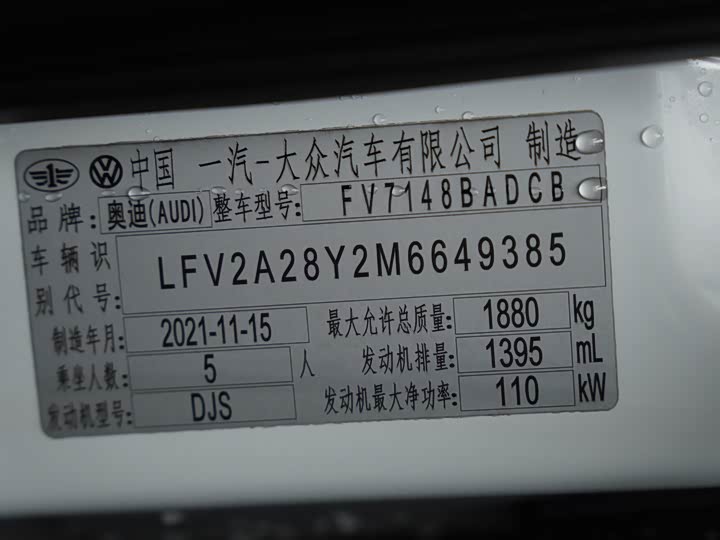 中国 一汽-大众汽车有限公司 制造
品牌: 奥迪(AUDI) 整车型号: FV7148BADCB
车辆识别代号: LFV2A28Y2M6649385
制造年月: 2021-11-15 最大允许总质量: 1880 kg
乘坐人数: 5 人 发动机排量: 1395 mL
发动机型号: DJS 发动机最大净功率: 110 kW